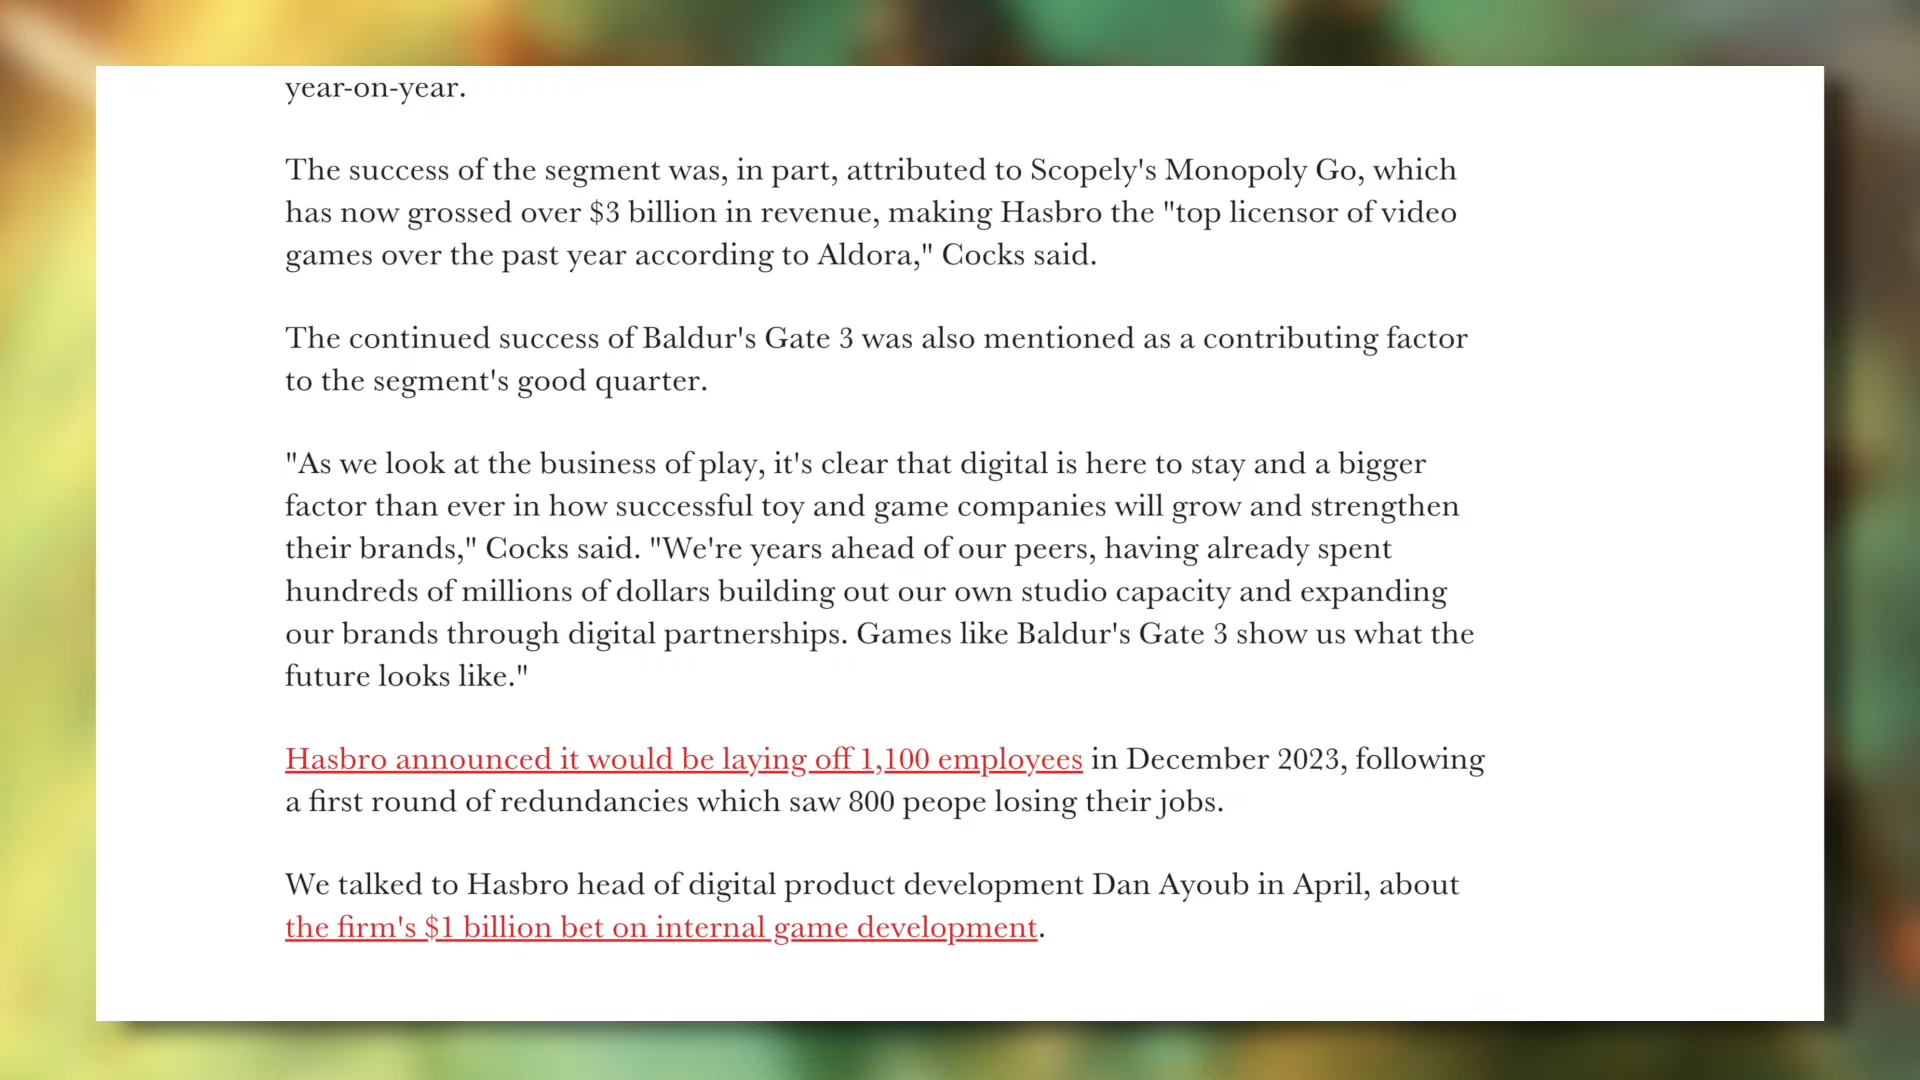 year-on-year.
The success of the segment was, in part, attributed to Scopely's Monopoly Go, which
has now grossed over $3 billion in revenue, making Hasbro the "top licensor of video
games over the past year according to Aldora," Cocks said.
The continued success of Baldur's Gate 3 was also mentioned as a contributing factor
to the segment's good quarter.
"As we look at the business of play, it's clear that digital is here to stay and a bigger
factor than ever in how successful toy and game companies will grow and strengthen
their brands," Cocks said. "We're years ahead of our peers, having already spent
hundreds of millions of dollars building out our own studio capacity and expanding
our brands through digital partnerships. Games like Baldur's Gate 3 show us what the
future looks like."
Hasbro announced it would be laying off 1,100 employees in December 2023, following
a first round of redundancies which saw 800 peope losing their jobs.
We talked to Hasbro head of digital product development Dan Ayoub in April, about
the firm's $1 billion bet on internal game development.